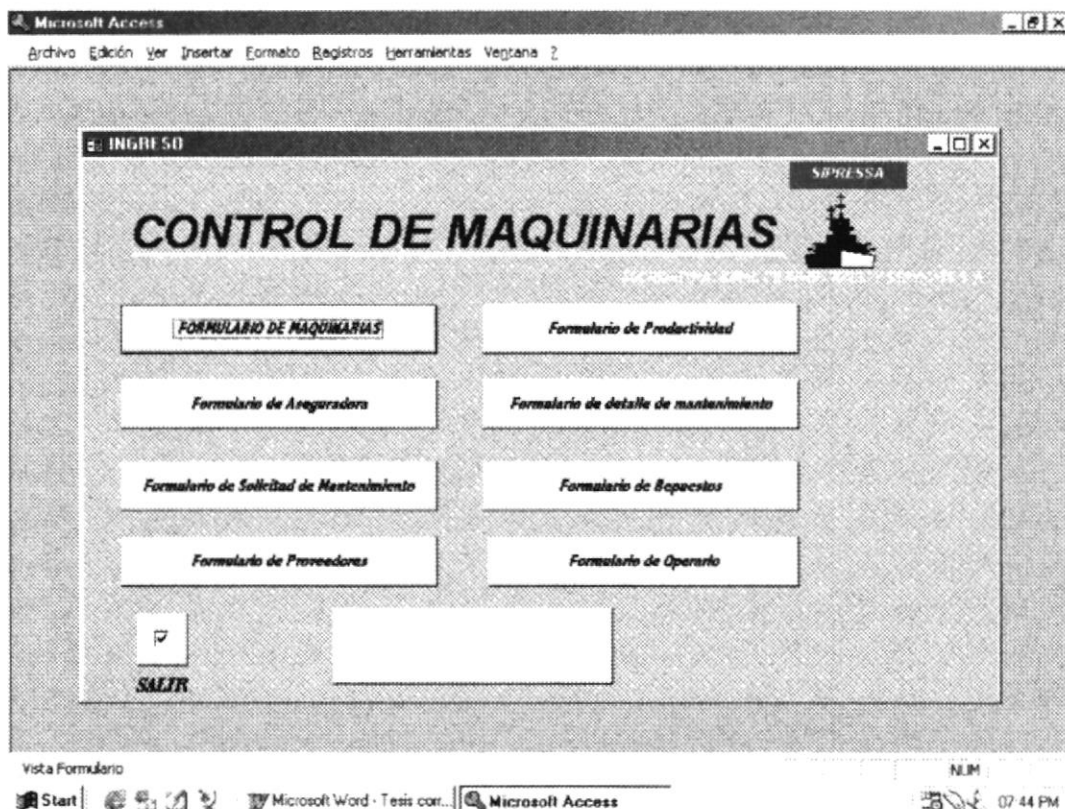 Microsoft Access
Archivo Edición Ver Insertar Formato Registros Herramientas Ventana ?
INGRESO
SIPRESSA
CONTROL DE MAQUINARIAS
FORMULARIO DE MAQUINARIAS
Formulario de Productividad
Formulario de Aseguradora
Formulario de detalle de mantenimiento
Formulario de Solicitad de Mantenimiento
Formulario de Repuestos
Formulario de Proveedores
Formulario de Operario
SALIR
Vista Formulario
NUM
Start
Microsoft Word - Tesis corr...
Microsoft Access
07:44 PM